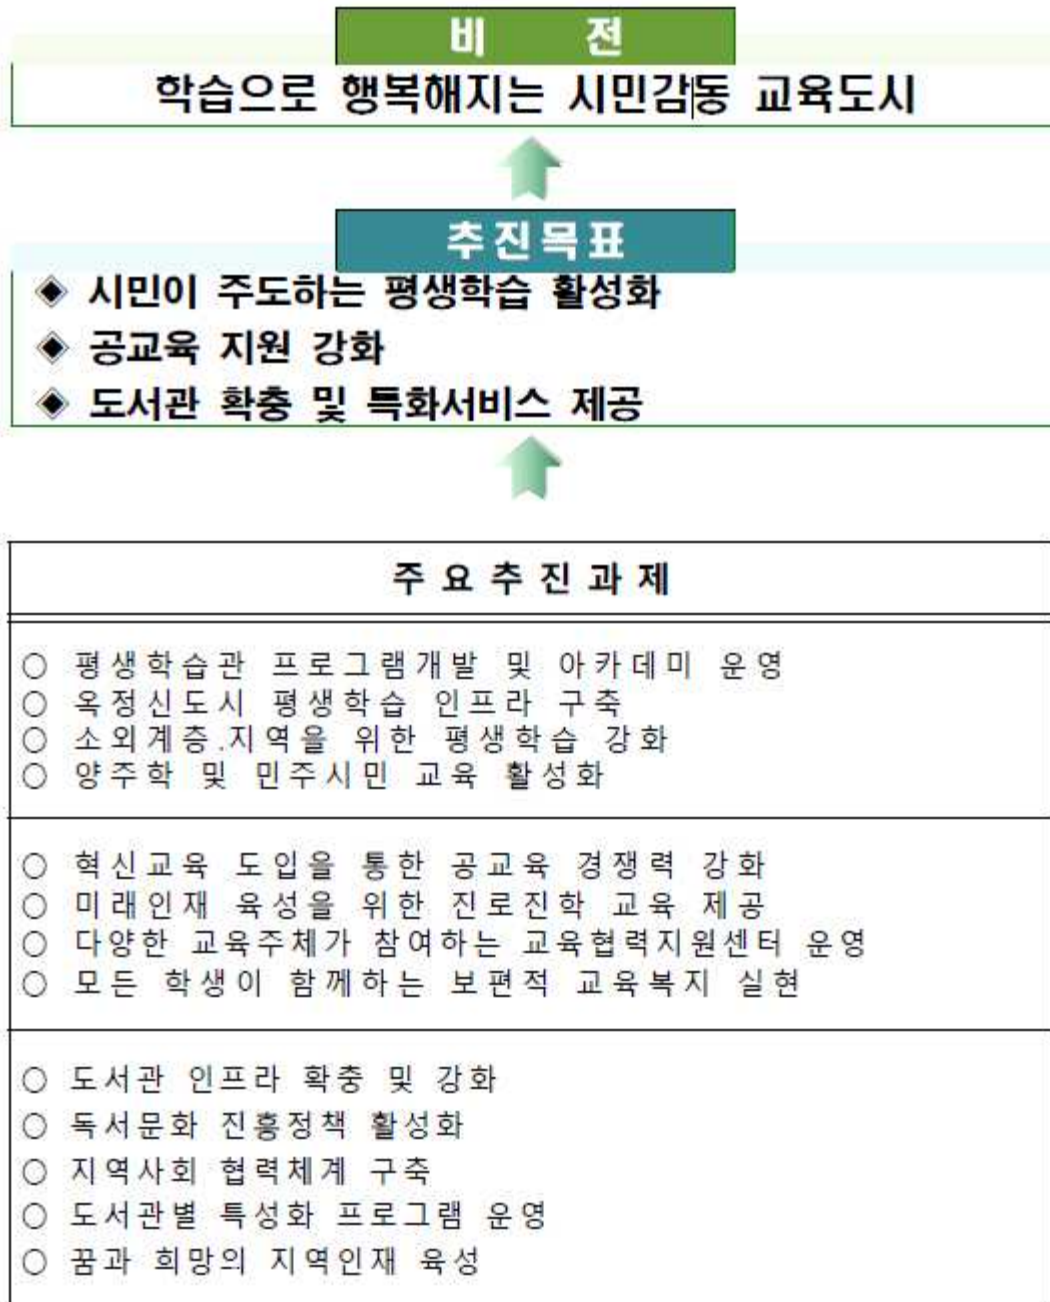 비 전
학습으로 행복해지는 시민감동 교육도시
추진목표
◈ 시민이 주도하는 평생학습 활성화
◈ 공교육 지원 강화
◈ 도서관 확충 및 특화서비스 제공
주요추진과제
○ 평생학습관 프로그램개발 및 아카데미 운영
○ 옥정신도시 평생학습 인프라 구축
○ 소외계층.지역을 위한 평생학습 강화
○ 양주학 및 민주시민 교육 활성화
○ 혁신교육 도입을 통한 공교육 경쟁력 강화
○ 미래인재 육성을 위한 진로진학 교육 제공
○ 다양한 교육주체가 참여하는 교육협력지원센터 운영
○ 모든 학생이 함께하는 보편적 교육복지 실현
○ 도서관 인프라 확충 및 강화
○ 독서문화 진흥정책 활성화
○ 지역사회 협력체계 구축
○ 도서관별 특성화 프로그램 운영
○ 꿈과 희망의 지역인재 육성